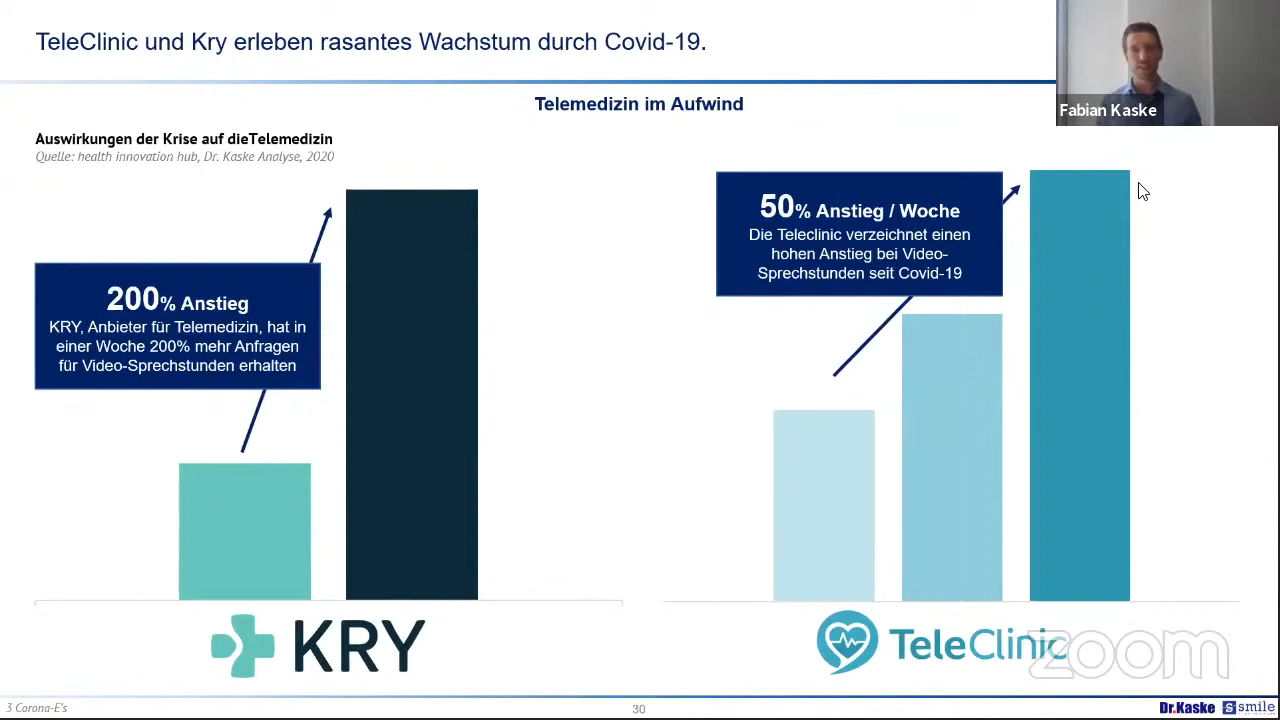 TeleClinic und Kry erleben rasantes Wachstum durch Covid-19.
Fabian Kaske
Telemedizin im Aufwind
Auswirkungen der Krise auf dieTelemedizin
Quelle: health innovation hub, Dr. Kaske Analyse, 2020
200% Anstieg
KRY, Anbieter für Telemedizin, hat in
einer Woche 200% mehr Anfragen
für Video-Sprechstunden erhalten
50% Anstieg / Woche
Die Teleclinic verzeichnet einen
hohen Anstieg bei Video-
Sprechstunden seit Covid-19
KRY
TeleClinic
zoom
3 Corona-E's
30
Dr.Kaske
smile